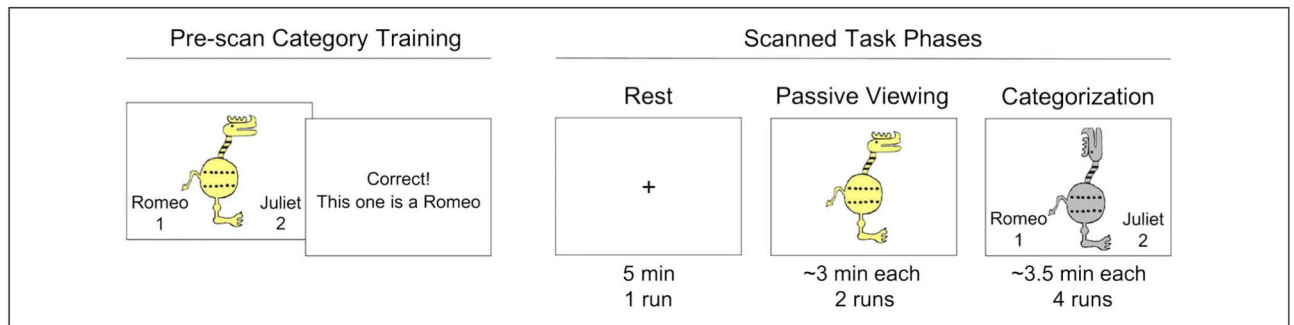 Pre-scan Category Training
Scanned Task Phases
Rest
Passive Viewing
Categorization
Romeo
1
Juliet
2
Correct!
This one is a Romeo
+
Romeo
1
Juliet
2
5 min
1 run
~3 min each
2 runs
~3.5 min each
4 runs